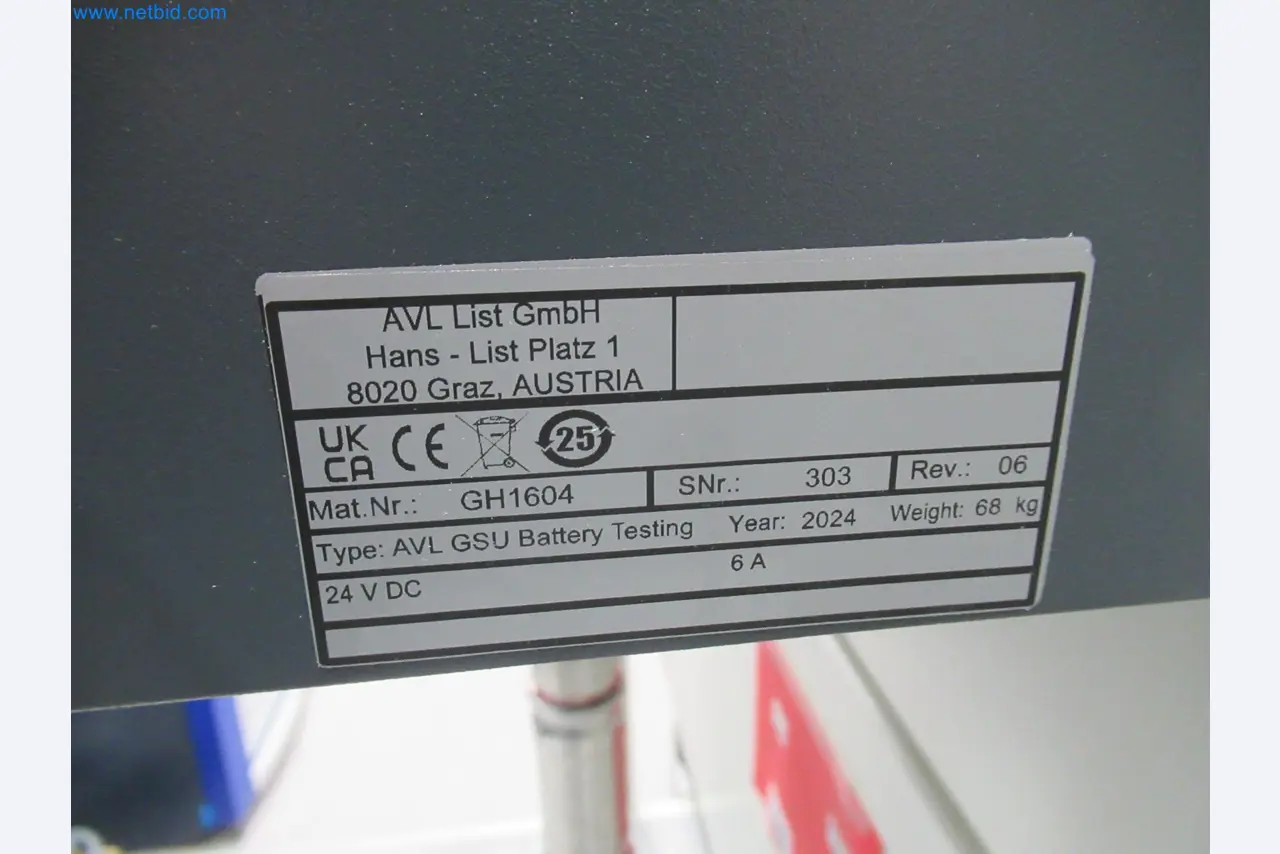 www.netbid.com
AVL List GmbH
Hans - List Platz 1
8020 Graz, AUSTRIA
UK
CA CE 25
Mat.Nr.: GH1604 SNr.: 303 Rev.: 06
Type: AVL GSU Battery Testing Year: 2024 Weight: 68 kg
24 V DC 6 A